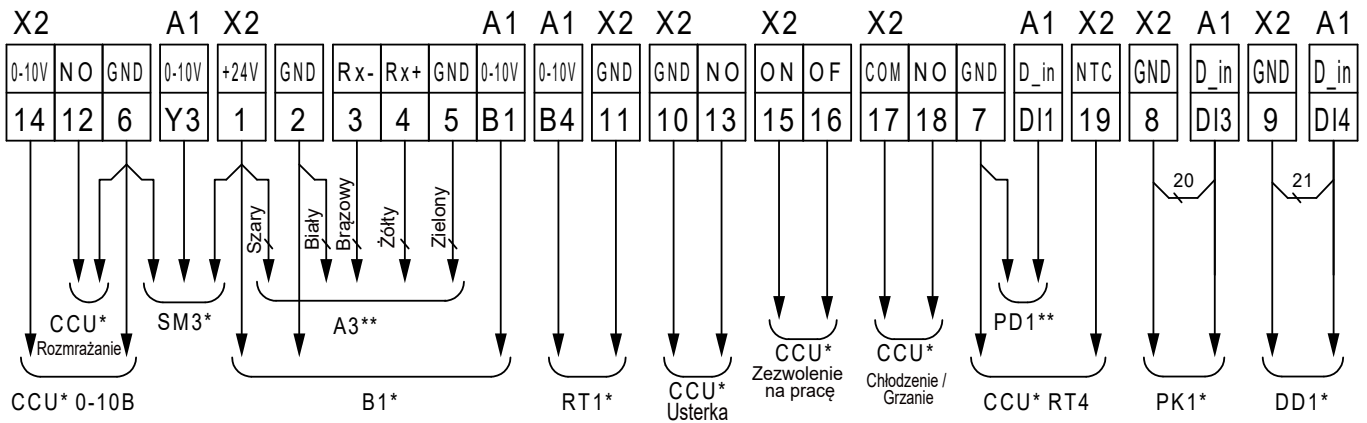 X2 A1 X2 A1 A1 X2 X2 X2 X2 A1 X2 X2 A1 X2 A1
0-10V NO GND 0-10V +24V GND Rx- Rx+ GND 0-10V 0-10V GND GND NO ON OF COM NO GND D_in NTC GND D_in GND D_in
14 12 6 Y3 1 2 3 4 5 B1 B4 11 10 13 15 16 17 18 7 DI1 19 8 DI3 9 DI4
20 21
Szary Biały Brązowy Żółty Zielony
CCU*
Rozmrażanie
SM3*
A3**
PD1**
CCU* 0-10B
B1*
RT1*
CCU*
Usterka
CCU*
Zezwolenie
na pracę
CCU*
Chłodzenie /
Grzanie
CCU* RT4
PK1*
DD1*